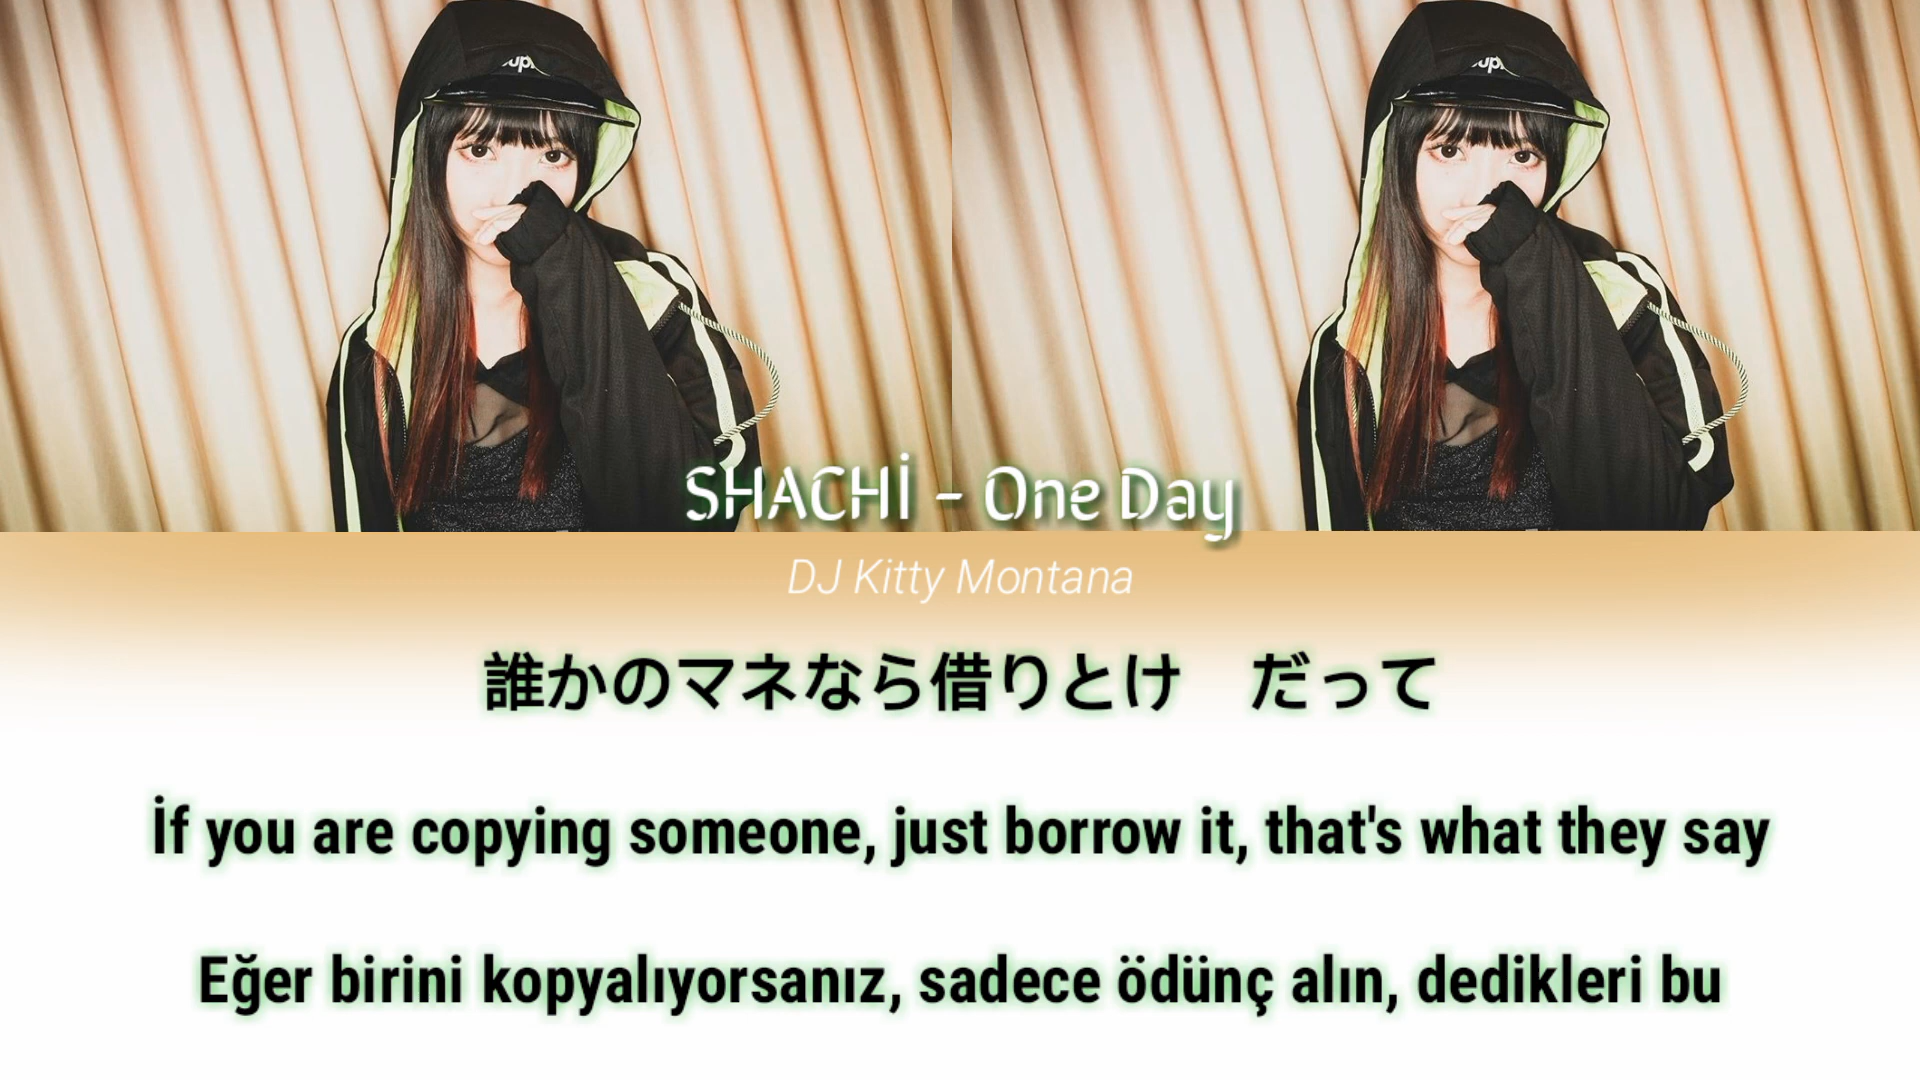 SHACHİ - One Day
DJ Kitty Montana
誰かのマネなら借りとけ　だって
İf you are copying someone, just borrow it, that's what they say
Eğer birini kopyalıyorsanız, sadece ödünç alın, dedikleri bu